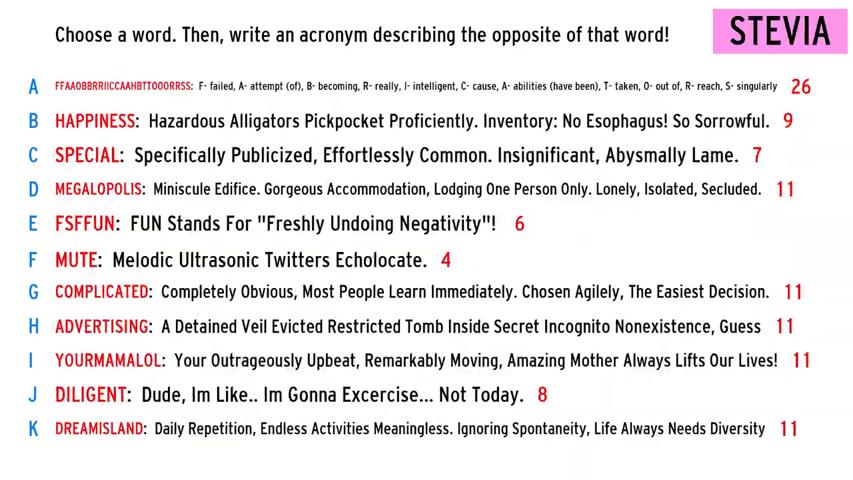 Choose a word. Then, write an acronym describing the opposite of that word!
STEVIA
A FFAAOBBRRIICCAAHBTTOOORRSS: F- failed, A- attempt (of), B- becoming, R- really, I- intelligent, C- cause, A- abilities (have been), T- taken, O- out of, R- reach, S- singularly 26
B HAPPINESS: Hazardous Alligators Pickpocket Proficiently. Inventory: No Esophagus! So Sorrowful. 9
C SPECIAL: Specifically Publicized, Effortlessly Common. Insignificant, Abysmally Lame. 7
D MEGALOPOLIS: Miniscule Edifice. Gorgeous Accommodation, Lodging One Person Only. Lonely, Isolated, Secluded. 11
E FSFFUN: FUN Stands For "Freshly Undoing Negativity"! 6
F MUTE: Melodic Ultrasonic Twitters Echolocate. 4
G COMPLICATED: Completely Obvious, Most People Learn Immediately. Chosen Agilely, The Easiest Decision. 11
H ADVERTISING: A Detained Veil Evicted Restricted Tomb Inside Secret Incognito Nonexistence, Guess 11
I YOURMAMALOL: Your Outrageously Upbeat, Remarkably Moving, Amazing Mother Always Lifts Our Lives! 11
J DILIGENT: Dude, Im Like.. Im Gonna Excercise... Not Today. 8
K DREAMISLAND: Daily Repetition, Endless Activities Meaningless. Ignoring Spontaneity, Life Always Needs Diversity 11